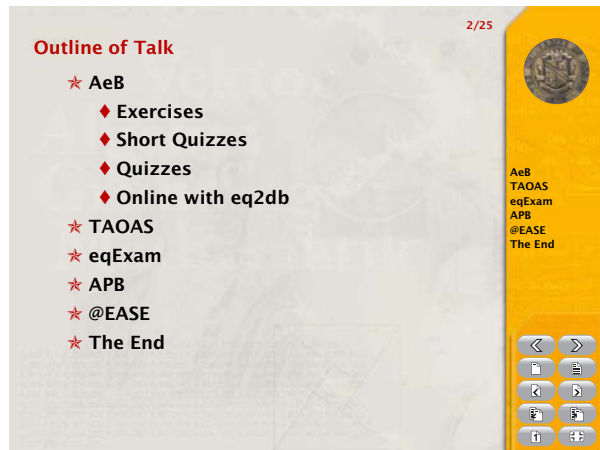 2/25
Outline of Talk
AeB
Exercises
Short Quizzes
Quizzes
Online with eq2db
TAOAS
eqExam
APB
@EASE
The End
AeB
TAOAS
eqExam
APB
@EASE
The End